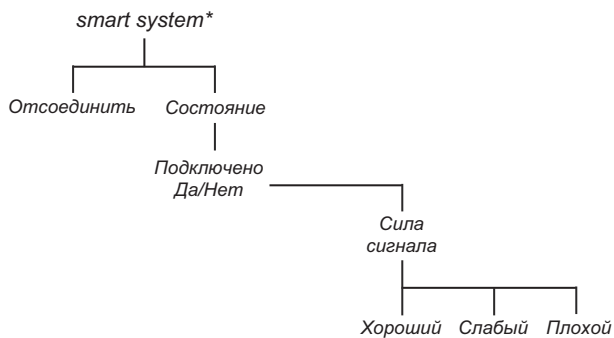 smart system*
Отсоединить Состояние
Подключено
Да/Нет
Сила
сигнала
Хороший Слабый Плохой